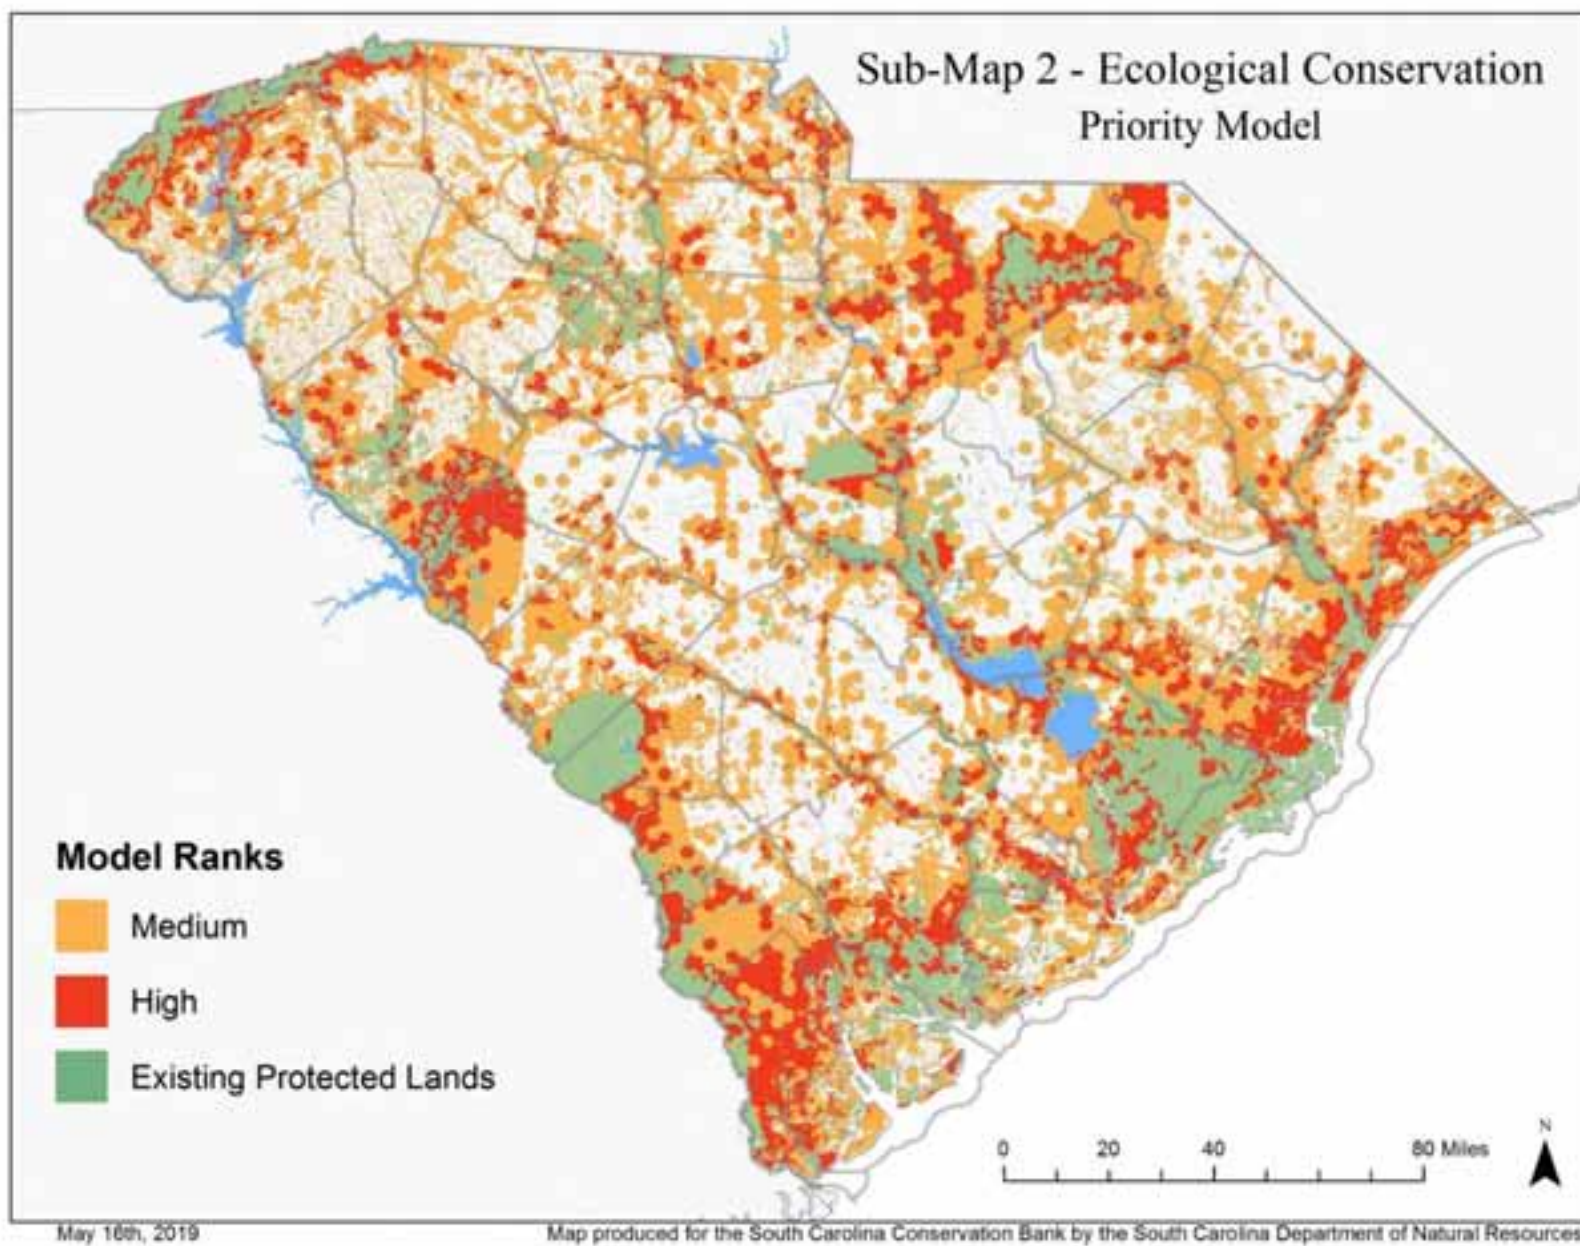 Sub-Map 2 - Ecological Conservation
Priority Model
Model Ranks
Medium
High
Existing Protected Lands
0 20 40 80 Miles
N
May 16th, 2019
Map produced for the South Carolina Conservation Bank by the South Carolina Department of Natural Resources